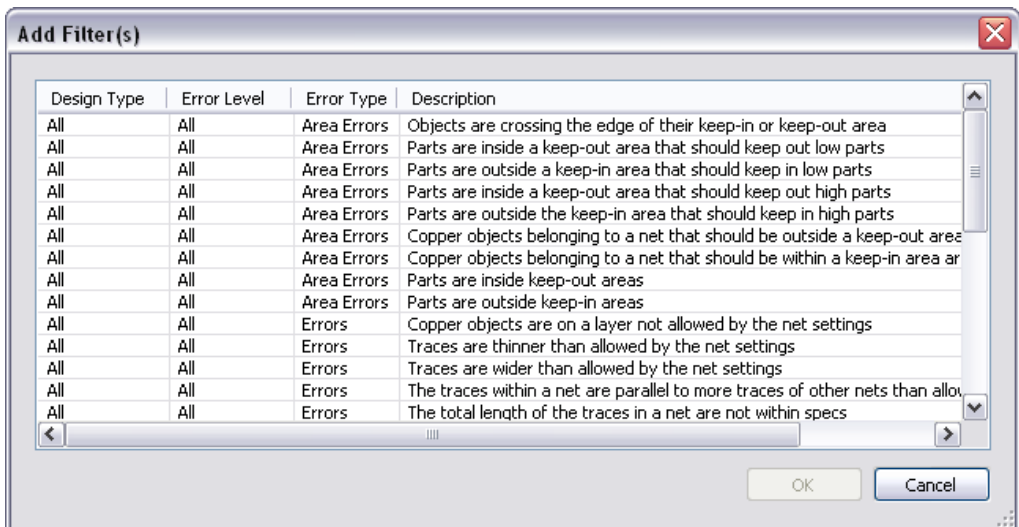 Add Filter(s)
Design Type Error Level Error Type Description
All All Area Errors Objects are crossing the edge of their keep-in or keep-out area
All All Area Errors Parts are inside a keep-out area that should keep out low parts
All All Area Errors Parts are outside a keep-in area that should keep in low parts
All All Area Errors Parts are inside a keep-out area that should keep out high parts
All All Area Errors Parts are outside the keep-in area that should keep in high parts
All All Area Errors Copper objects belonging to a net that should be outside a keep-out area
All All Area Errors Copper objects belonging to a net that should be within a keep-in area ar
All All Area Errors Parts are inside keep-out areas
All All Area Errors Parts are outside keep-in areas
All All Errors Copper objects are on a layer not allowed by the net settings
All All Errors Traces are thinner than allowed by the net settings
All All Errors Traces are wider than allowed by the net settings
All All Errors The traces within a net are parallel to more traces of other nets than allow
All All Errors The total length of the traces in a net are not within specs
OK Cancel